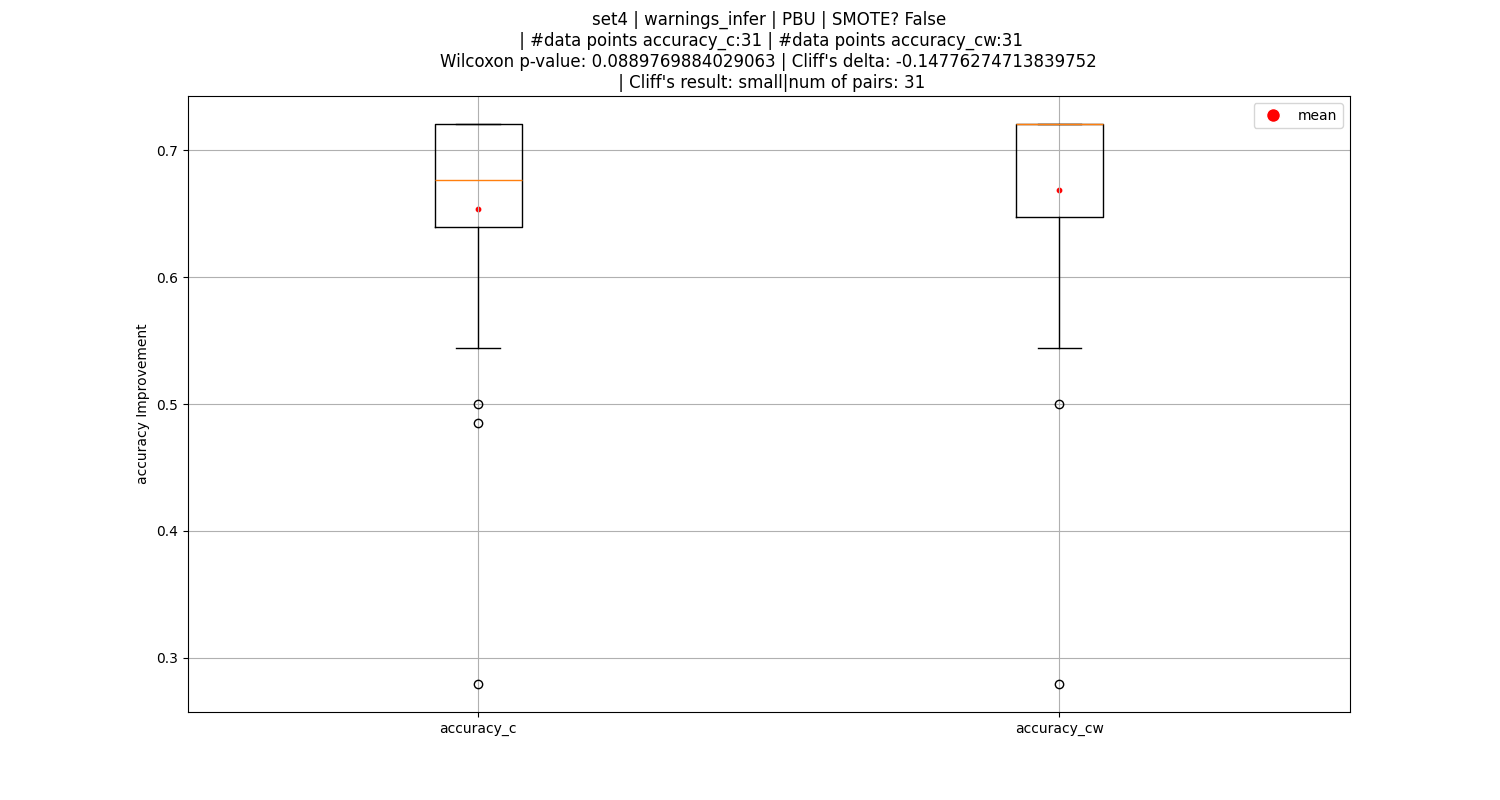 set4 | warnings_infer | PBU | SMOTE? False
| #data points accuracy_c:31 | #data points accuracy_cw:31
Wilcoxon p-value: 0.0889769884029063 | Cliff's delta: -0.14776274713839752
| Cliff's result: small|num of pairs: 31
mean
0.7
0.6
0.5
0.4
0.3
accuracy Improvement
accuracy_c
accuracy_cw